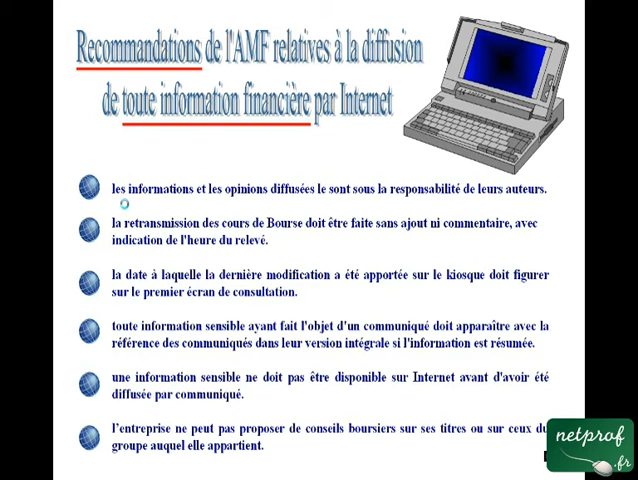 Recommandations de l'AMF relatives à la diffusion
de toute information financière par Internet
les informations et les opinions diffusées le sont sous la responsabilité de leurs auteurs.
la retransmission des cours de Bourse doit être faite sans ajout ni commentaire, avec
indication de l'heure du relevé.
la date à laquelle la dernière modification a été apportée sur le kiosque doit figurer
sur le premier écran de consultation.
toute information sensible ayant fait l'objet d'un communiqué doit apparaître avec la
référence des communiqués dans leur version intégrale si l'information est résumée.
une information sensible ne doit pas être disponible sur Internet avant d'avoir été
diffusée par communiqué.
l'entreprise ne peut pas proposer de conseils boursiers sur ses titres ou sur ceux du
groupe auquel elle appartient.
netprof
.fr